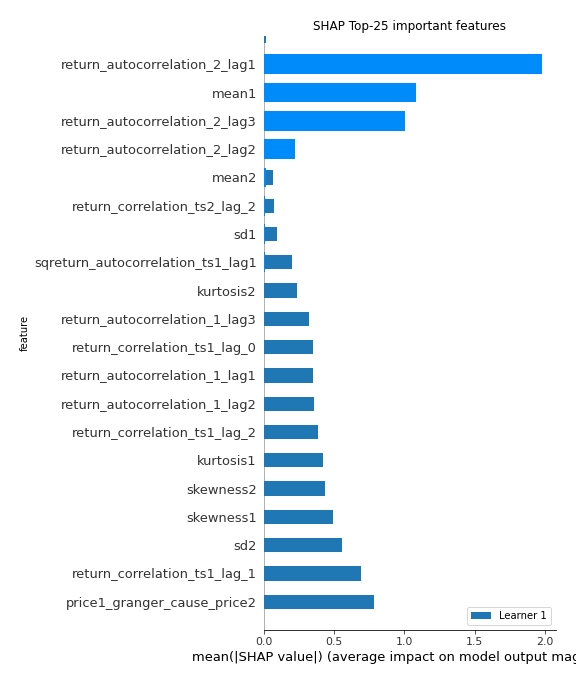 SHAP Top-25 important features
return_autocorrelation_2_lag1
mean1
return_autocorrelation_2_lag3
return_autocorrelation_2_lag2
mean2
return_correlation_ts2_lag_2
sd1
sqreturn_autocorrelation_ts1_lag1
kurtosis2
return_autocorrelation_1_lag3
return_correlation_ts1_lag_0
return_autocorrelation_1_lag1
return_autocorrelation_1_lag2
return_correlation_ts1_lag_2
kurtosis1
skewness2
skewness1
sd2
return_correlation_ts1_lag_1
price1_granger_cause_price2
feature
Learner 1
0.0 0.5 1.0 1.5 2.0
mean(|SHAP value|) (average impact on model output mag